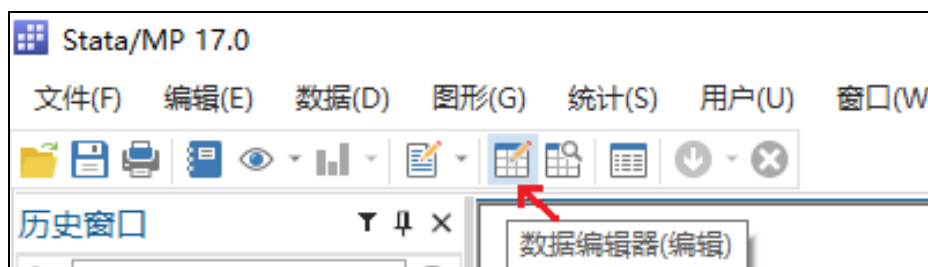 Stata/MP 17.0
文件(F) 编辑(E) 数据(D) 图形(G) 统计(S) 用户(U) 窗口(W
历史窗口
数据编辑器(编辑)